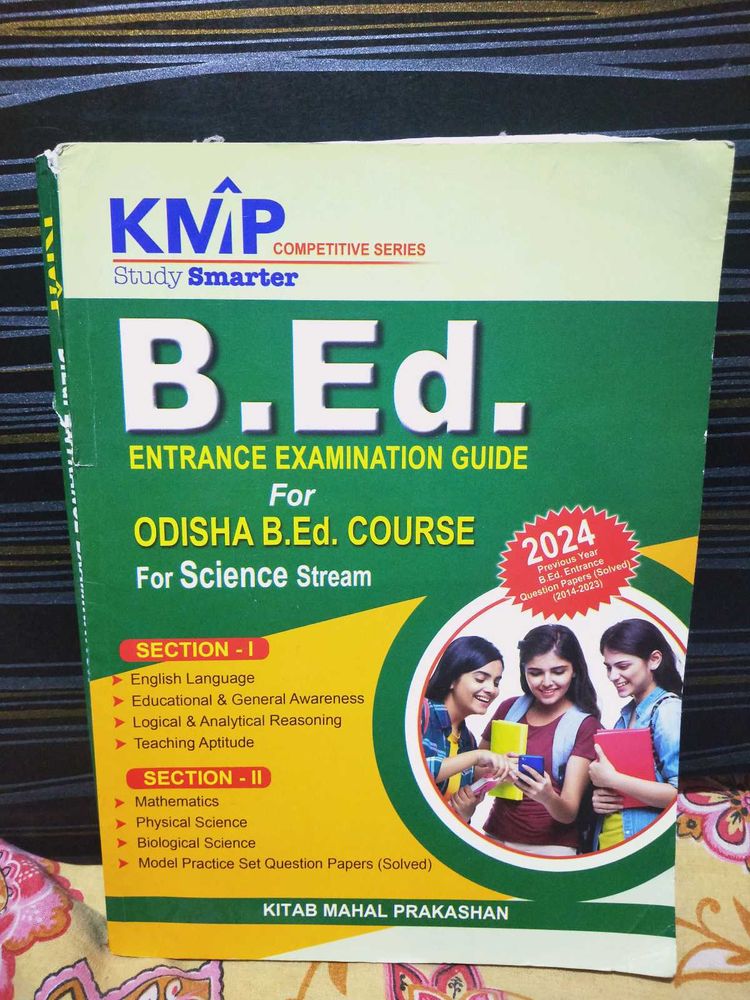 KMP
COMPETITIVE SERIES
Study Smarter
B.Ed.
ENTRANCE EXAMINATION GUIDE
For
ODISHA B.Ed. COURSE
For Science Stream
2024
Previous Year
B.Ed. Entrance
Question Papers (Solved)
(2014-2023)
SECTION - I
English Language
Educational & General Awareness
Logical & Analytical Reasoning
Teaching Aptitude
SECTION - II
Mathematics
Physical Science
Biological Science
Model Practice Set Question Papers (Solved)
KITAB MAHAL PRAKASHAN